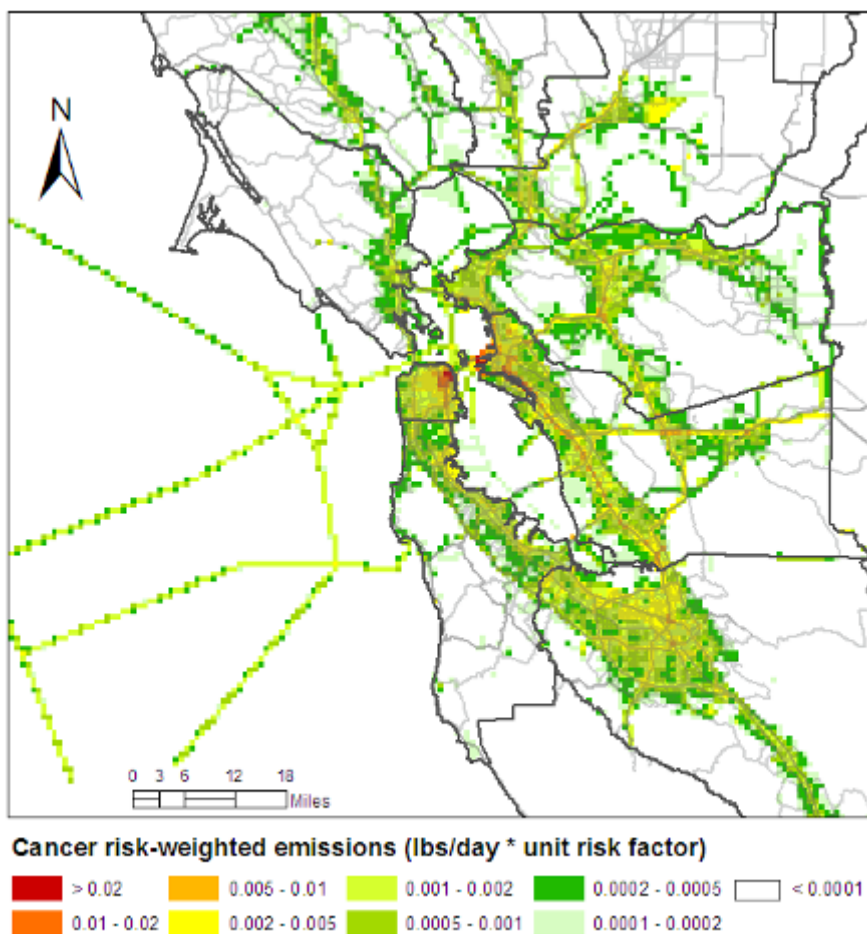 N
0 3 6 12 18
Miles
Cancer risk-weighted emissions (lbs/day * unit risk factor)
> 0.02 0.005 - 0.01 0.001 - 0.002 0.0002 - 0.0005 < 0.0001
0.01 - 0.02 0.002 - 0.005 0.0005 - 0.001 0.0001 - 0.0002